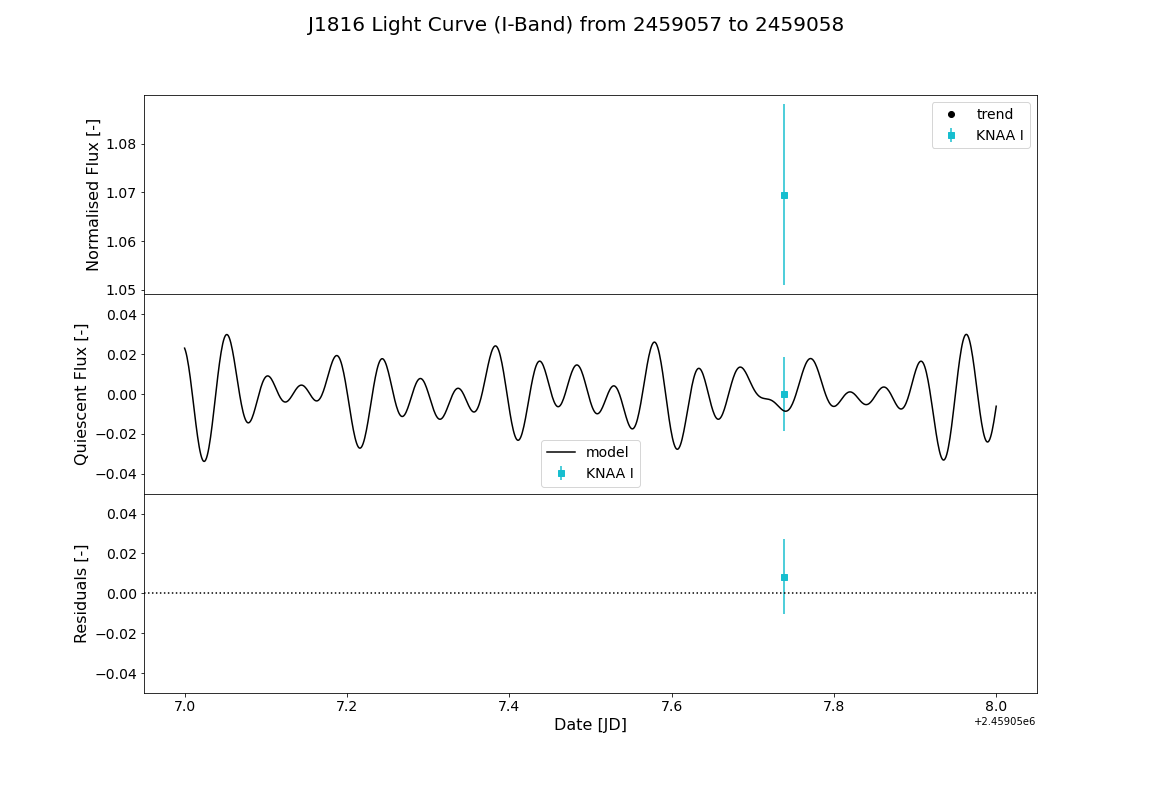 J1816 Light Curve (I-Band) from 2459057 to 2459058
Normalised Flux [-]
1.08
1.07
1.06
1.05
trend
KNAA I
Quiescent Flux [-]
0.04
0.02
0.00
−0.02
−0.04
model
KNAA I
Residuals [-]
0.04
0.02
0.00
−0.02
−0.04
7.0 7.2 7.4 7.6 7.8 8.0
Date [JD]
+2.45905e6